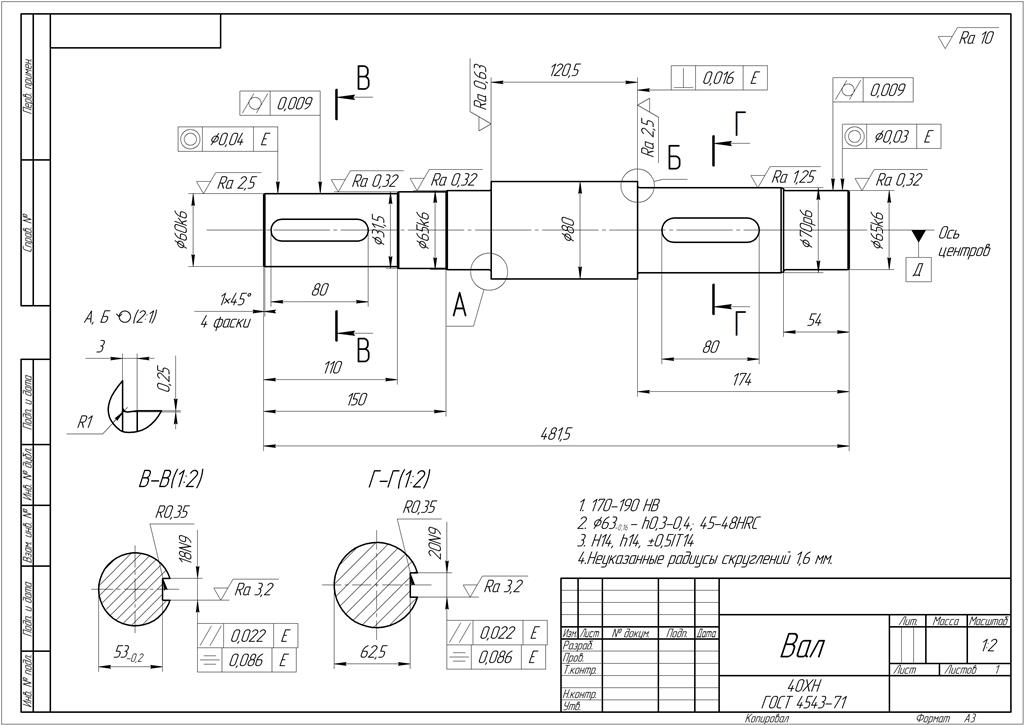 Перв. примен.
Справ. №
Подп. и дата
Инв. № дубл.
Взам. инв. №
Подп. и дата
Инв. № подл.
Ra 10
120,5
0,016 E
Ra 0,63
В
0,009
Ø0,04 E
Ra 2,5
Ra 0,32
Ra 0,32
Ra 2,5
Б
Г
Ra 1,25
0,009
Ø0,03 E
Ra 0,32
Ø60k6
Ø31,5
Ø65k6
Ø80
Ø70р6
Ø65k6
Ось
центров
Д
80
1×45°
4 фаски
В
А
Г
54
80
110
174
150
481,5
А, Б (2:1)
3
0,25
R1
В-В(1:2)
R0,35
18N9
Ra 3,2
0,022 E
0,086 E
53-0,2
Г-Г(1:2)
R0,35
20N9
Ra 3,2
0,022 E
0,086 E
62,5
1. 170-190 НВ
2. Ø63-0,16 - h0,3-0,4; 45-48HRC
3. H14, h14, ±0,5IT14
4.Неуказанные радиусы скруглений 1,6 мм.
Изм. Лист № докум. Подп. Дата
Разраб.
Пров.
Т.контр.
Н.контр.
Утв.
Вал
40ХН
ГОСТ 4543-71
Лит. Масса Масштаб
1:2
Лист Листов 1
Копировал Формат А3